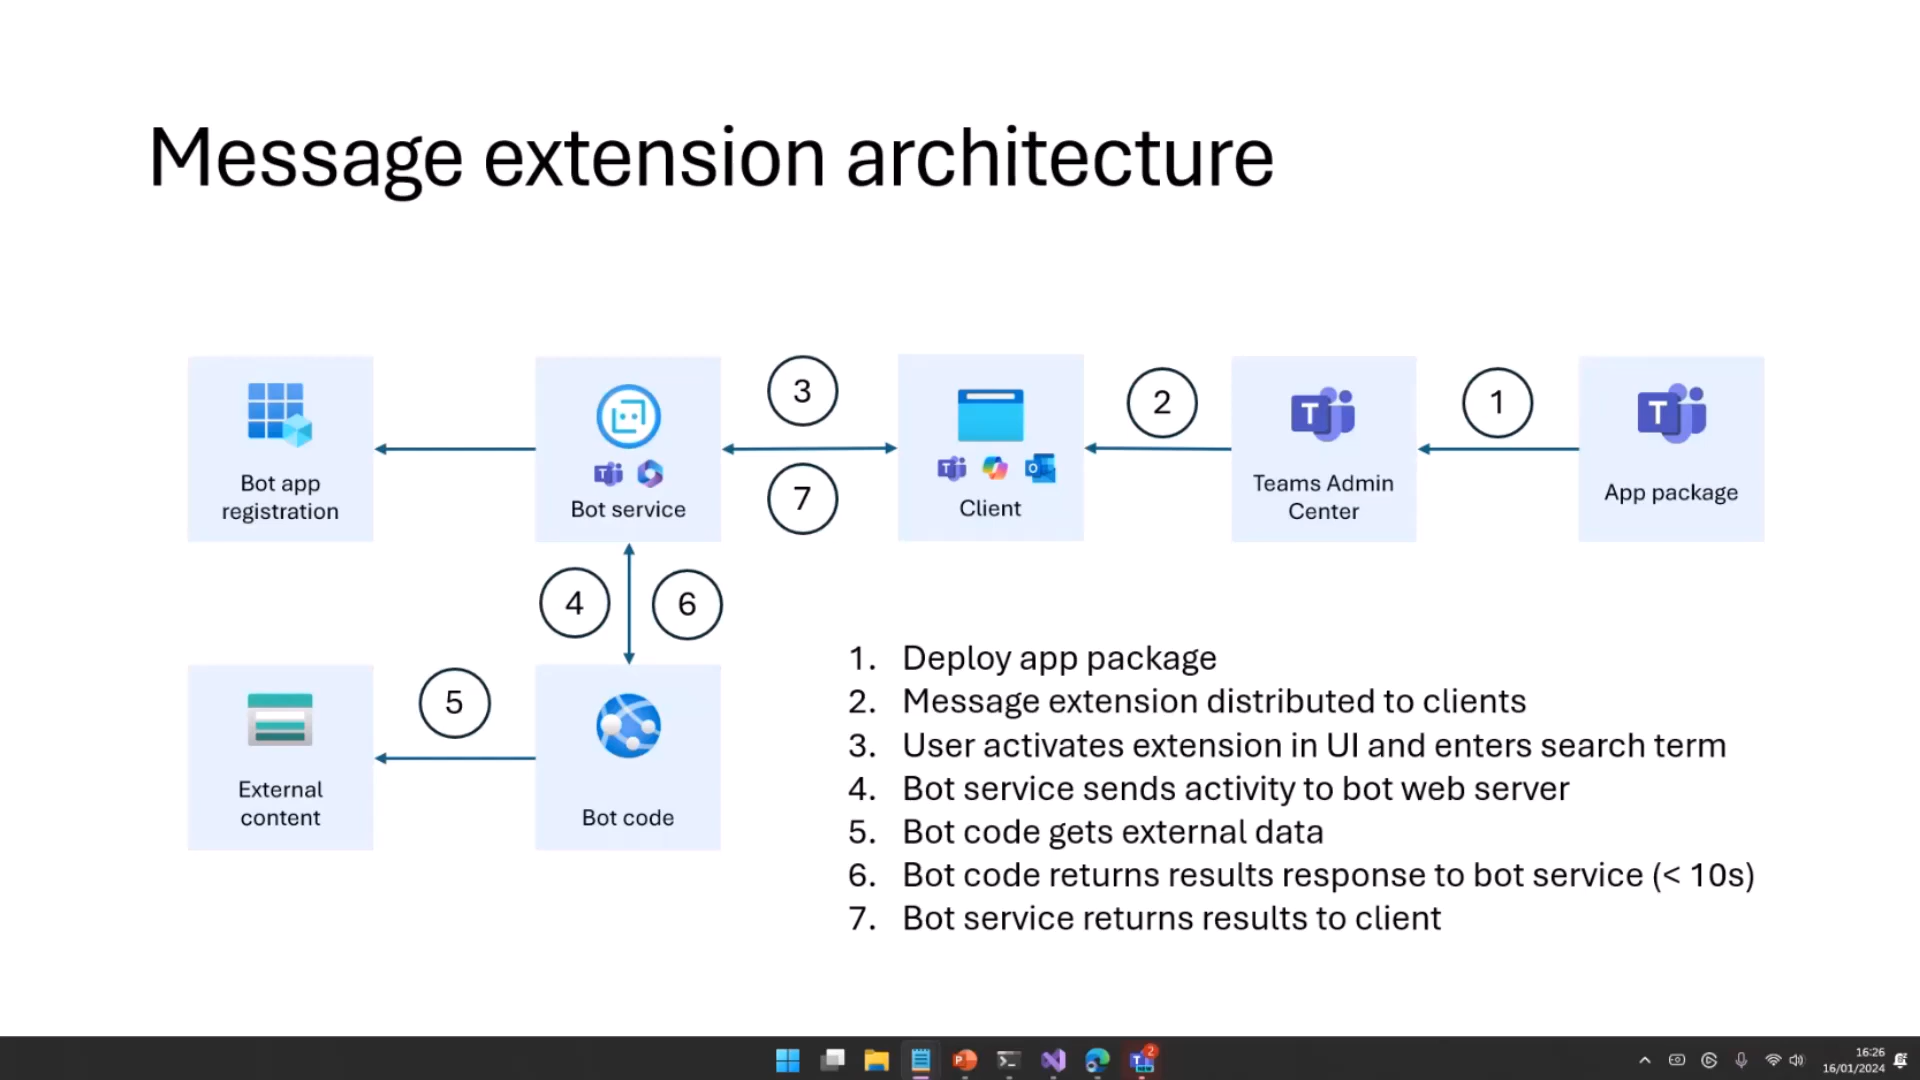 Message extension architecture
Bot app
registration
Bot service
3
7
Client
2
Teams Admin
Center
1
App package
4
6
External
content
5
Bot code
1. Deploy app package
2. Message extension distributed to clients
3. User activates extension in UI and enters search term
4. Bot service sends activity to bot web server
5. Bot code gets external data
6. Bot code returns results response to bot service (< 10s)
7. Bot service returns results to client
2
16:26
16/01/2024